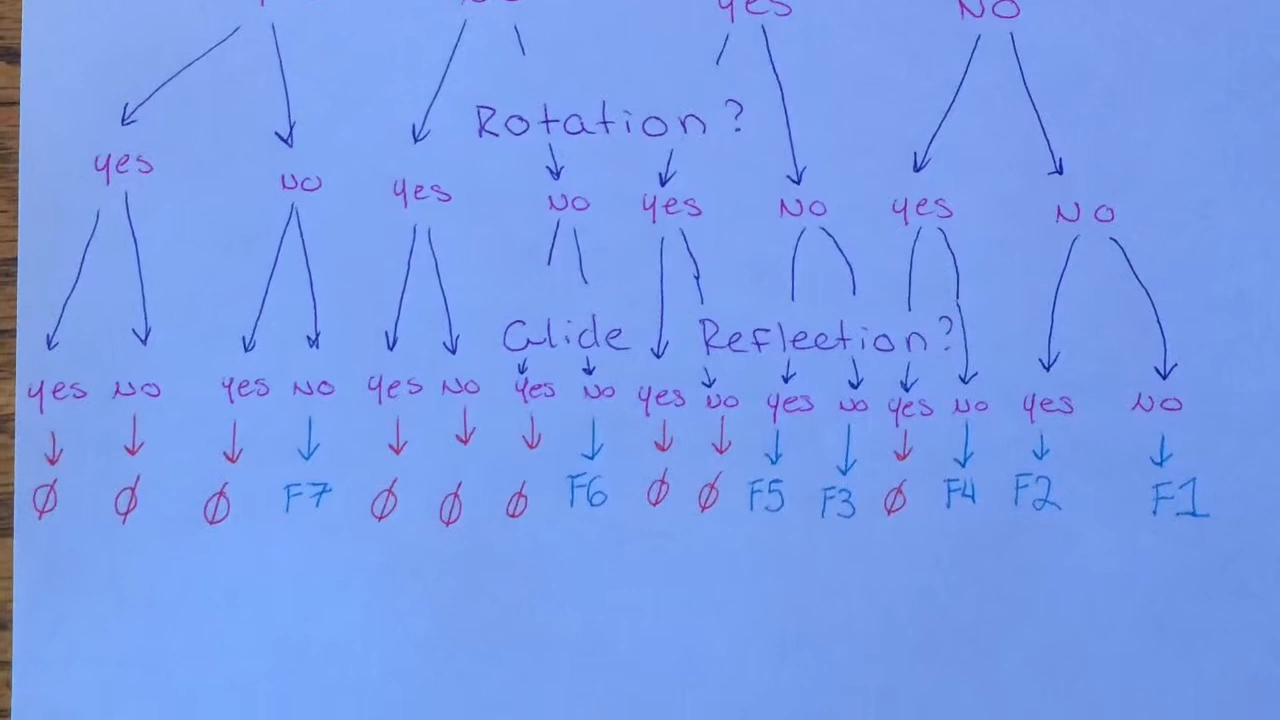 yes NO
Rotation?
yes NO yes NO yes NO yes NO
Glide Reflection?
yes NO yes NO yes NO yes NO yes NO yes NO yes NO yes NO
Ø Ø Ø F7 Ø Ø Ø F6 Ø Ø F5 F3 Ø F4 F2 F1